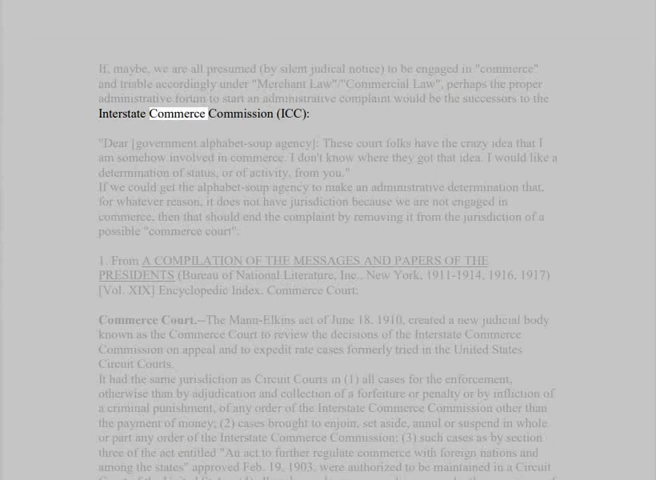 If, maybe, we are all presumed (by silent judical notice) to be engaged in "commerce"
and triable accordingly under "Merchant Law"/"Commercial Law", perhaps the proper
administrative forum to start an administrative complaint would be the successors to the
Interstate Commerce Commission (ICC):
"Dear [government alphabet-soup agency]: These court folks have the crazy idea that I
am somehow involved in commerce. I don't know where they got that idea. I would like a
determination of status, or of activity, from you."
If we could get the alphabet-soup agency to make an administrative determination that,
for whatever reason, it does not have jurisdiction because we are not engaged in
commerce, then that should end the complaint by removing it from the jurisdiction of a
possible "commerce court".
1. From A COMPILATION OF THE MESSAGES AND PAPERS OF THE
PRESIDENTS (Bureau of National Literature, Inc., New York, 1911-1914, 1916, 1917)
[Vol. XIX] Encyclopedic Index. Commerce Court:
Commerce Court.--The Mann-Elkins act of June 18, 1910, created a new judicial body
known as the Commerce Court to review the decisions of the Interstate Commerce
Commission on appeal and to expedit rate cases formerly tried in the United States
Circuit Courts.
It had the same jurisdiction as Circuit Courts in (1) all cases for the enforcement,
otherwise than by adjudication and collection of a forfeiture or penalty or by infliction of
a criminal punishment, of any order of the Interstate Commerce Commission other than
the payment of money; (2) cases brought to enjoin, set aside, annul or suspend in whole
or part any order of the Interstate Commerce Commission; (3) such cases as by section
three of the act entitled "An act to further regulate commerce with foreign nations and
among the states" approved Feb. 19, 1903, were authorized to be maintained in a Circuit